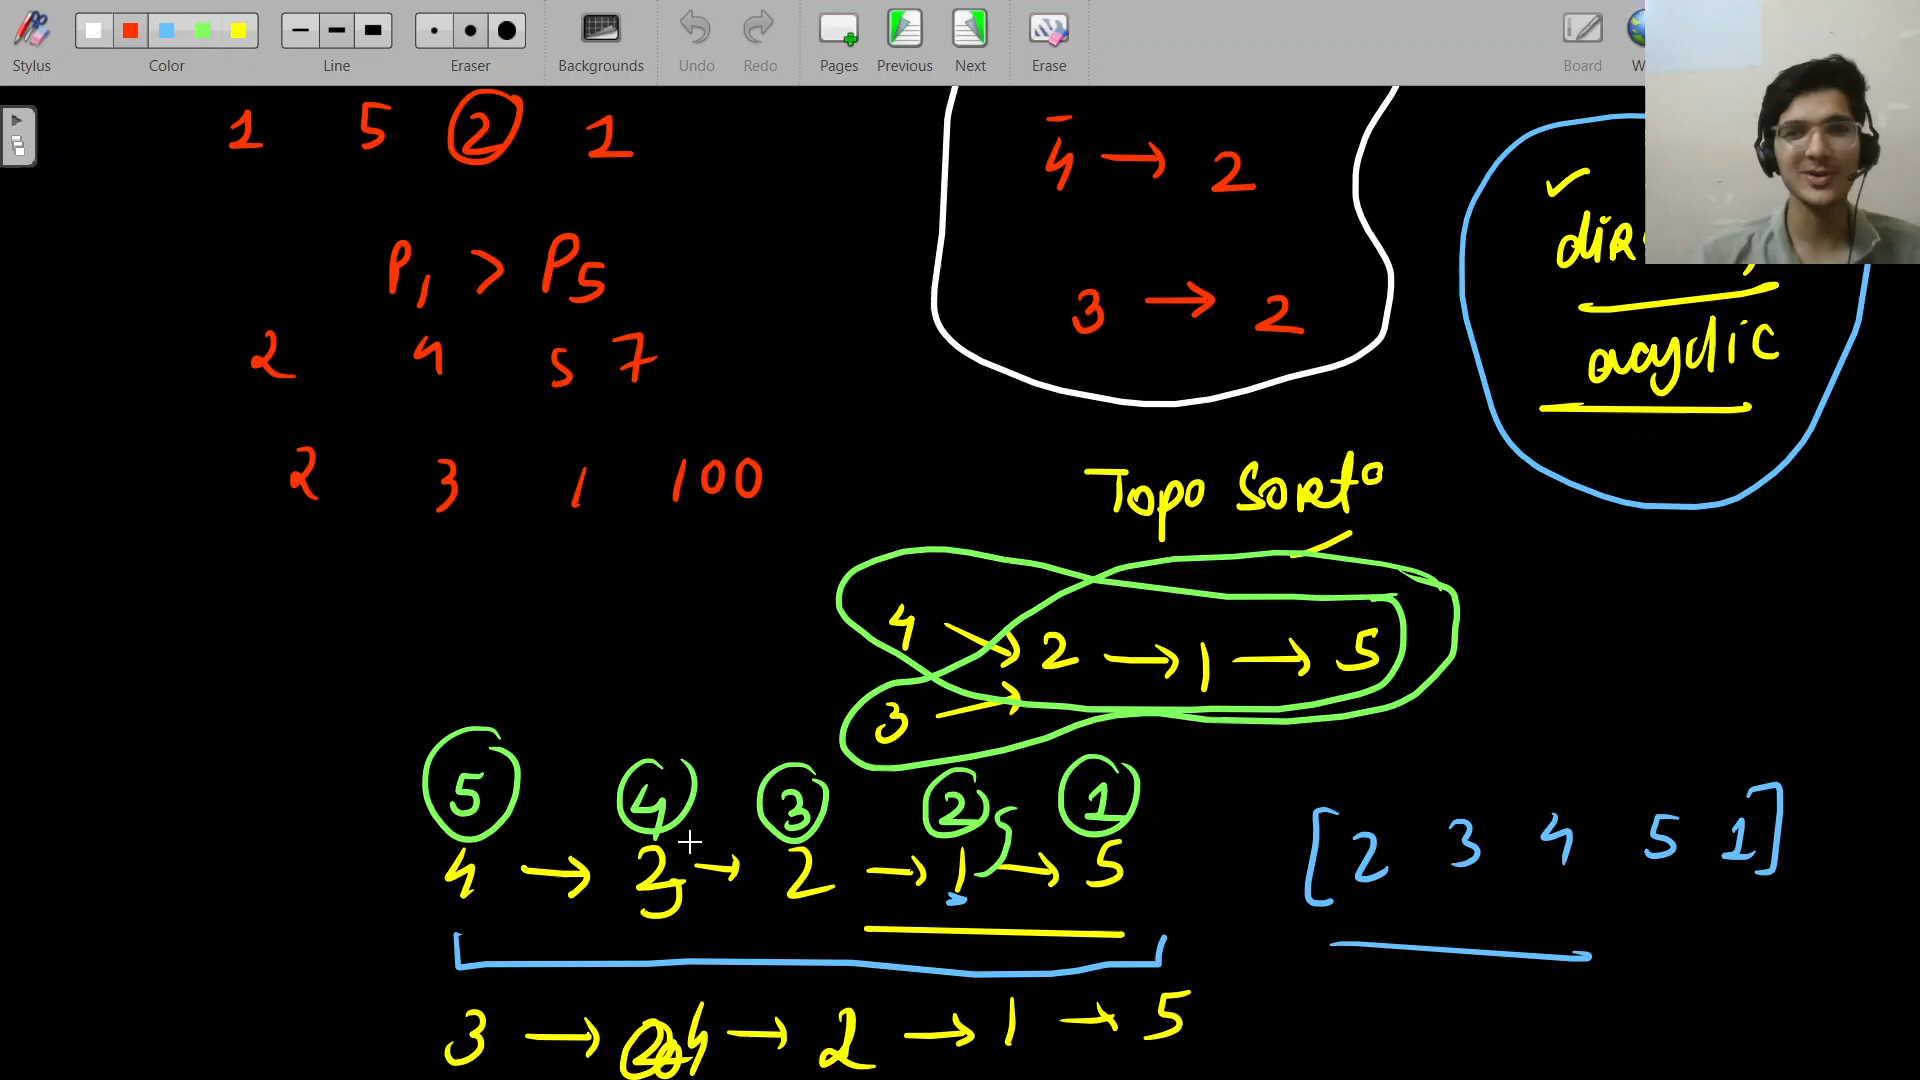 Stylus Color Line Eraser Backgrounds Undo Redo Pages Previous Next Erase Board
1 5 2 1
4 → 2
P1 > P5
3 → 2
acyclic
2 4 5 7
2 3 1 100
Topo Sort
4 → 2 → 1 → 5
3
5 4 3 2 1
4 → 3 → 2 → 1 → 5
[2 3 4 5 1]
3 → 4 → 2 → 1 → 5